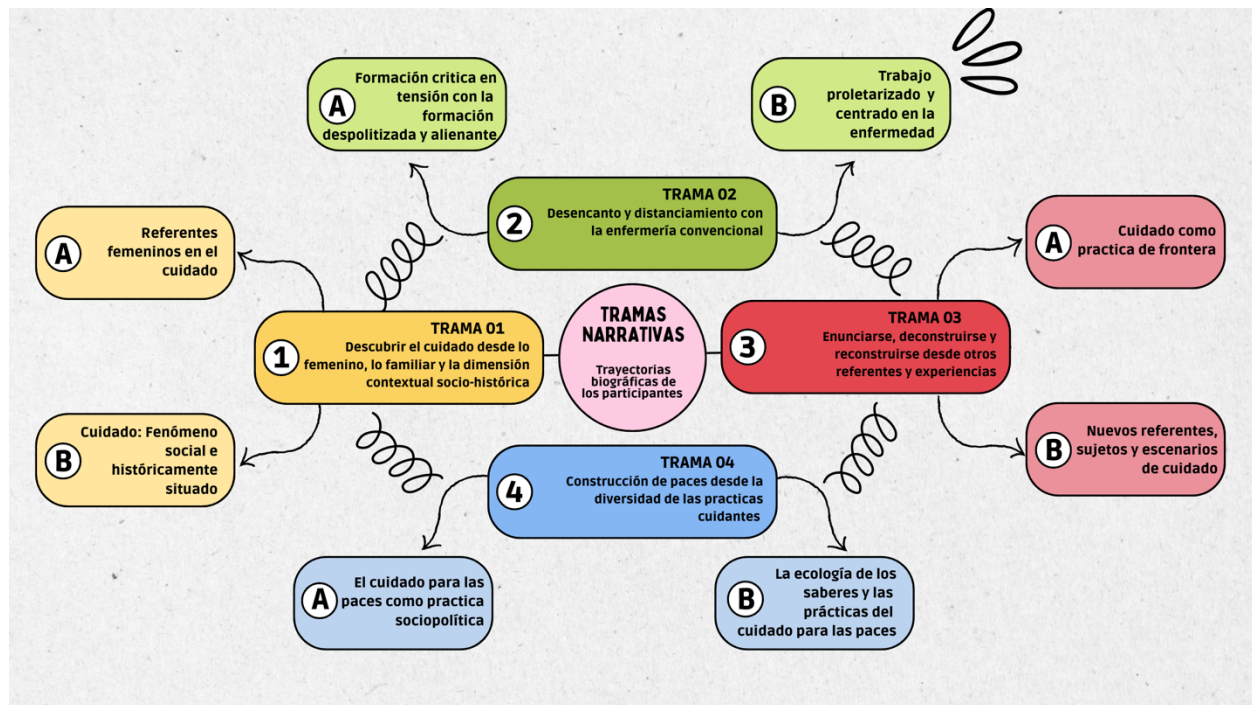 A
Formación critica en
tensión con la
formación
despolitizada y alienante
B
Trabajo
proletarizado y
centrado en la
enfermedad
2
TRAMA 02
Desencanto y distanciamiento con
la enfermería convencional
A
Referentes
femeninos en el
cuidado
A
Cuidado como
practica de frontera
1
TRAMA 01
Descubrir el cuidado desde lo
femenino, lo familiar y la dimensión
contextual socio-histórica
TRAMAS
NARRATIVAS
Trayectorias
biográficas de
los participantes
3
TRAMA 03
Enunciarse, deconstruirse y
reconstruirse desde otros
referentes y experiencias
B
Cuidado: Fenómeno
social e
históricamente
situado
B
Nuevos referentes,
sujetos y escenarios
de cuidado
4
TRAMA 04
Construcción de paces desde la
diversidad de las practicas
cuidantes
A
El cuidado para las
paces como practica
sociopolítica
B
La ecología de los
saberes y las
prácticas del
cuidado para las paces